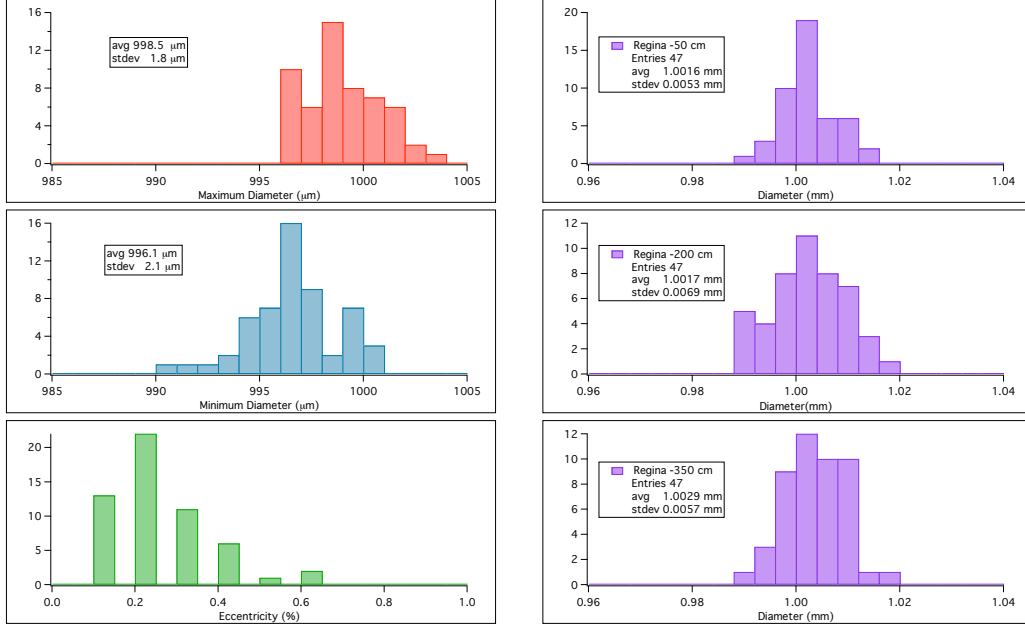 16
12
8
4
0
avg 998.5 μm
stdev 1.8 μm
985
990
995
1000
1005
Maximum Diameter (μm)
20
15
10
5
0
Regina -50 cm
Entries 47
avg 1.0016 mm
stdev 0.0053 mm
0.96
0.98
1.00
1.02
1.04
Diameter (mm)
16
12
8
4
0
avg 996.1 μm
stdev 2.1 μm
985
990
995
1000
1005
Minimum Diameter (μm)
12
10
8
6
4
2
0
Regina -200 cm
Entries 47
avg 1.0017 mm
stdev 0.0069 mm
0.96
0.98
1.00
1.02
1.04
Diameter(mm)
20
15
10
5
0
0.0
0.2
0.4
0.6
0.8
1.0
Eccentricity (%)
12
10
8
6
4
2
0
Regina -350 cm
Entries 47
avg 1.0029 mm
stdev 0.0057 mm
0.96
0.98
1.00
1.02
1.04
Diameter (mm)